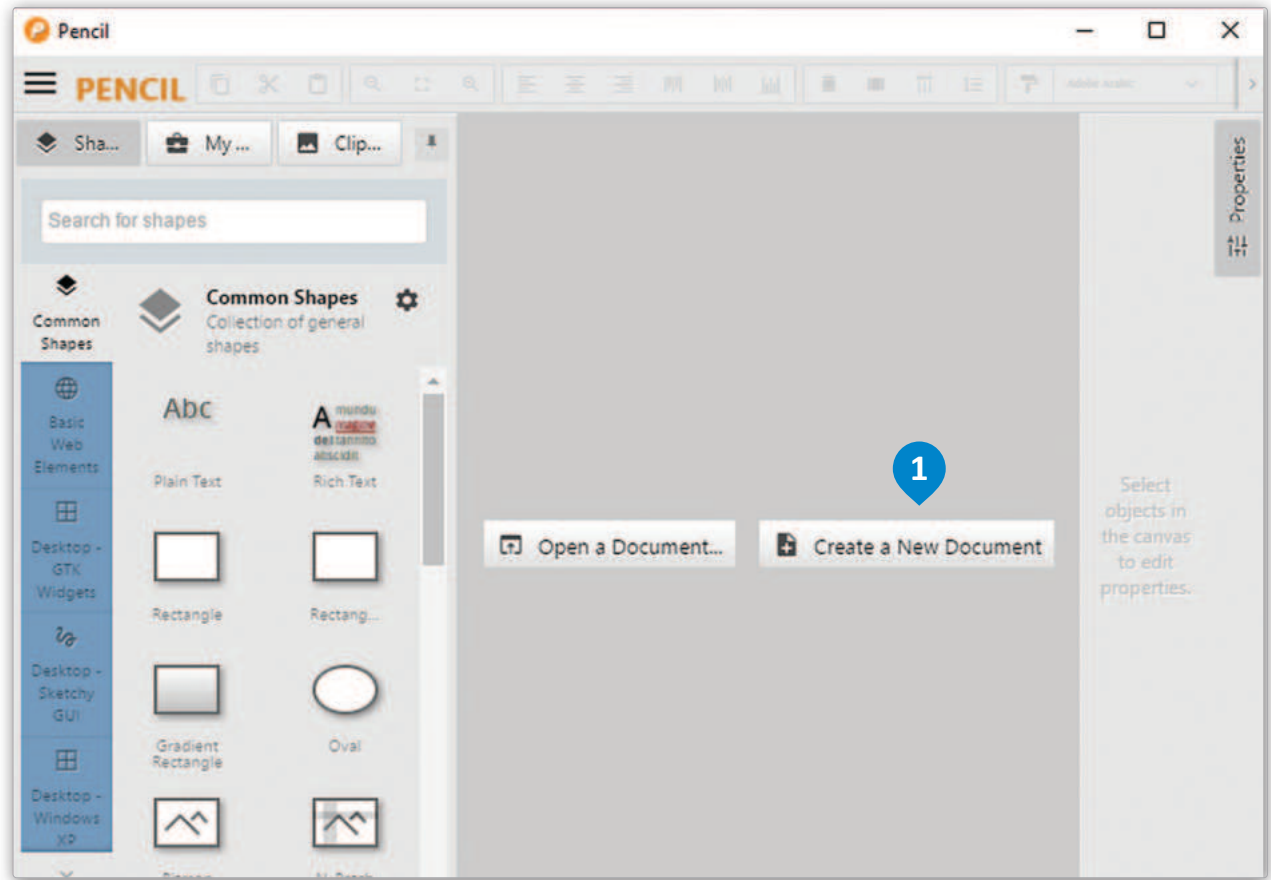 Pencil
PENCIL
Sha...
My ...
Clip...
Search for shapes
Common
Shapes
Basic
Web
Elements
Desktop -
GTK
Widgets
Desktop -
Sketchy
GUI
Desktop -
Windows
XP
Common Shapes
Collection of general
shapes
Abc
Plain Text
A
Rich Text
Rectangle
Rectang...
Gradient
Rectangle
Oval
1
Open a Document...
Create a New Document
Properties
Select
objects in
the canvas
to edit
properties.